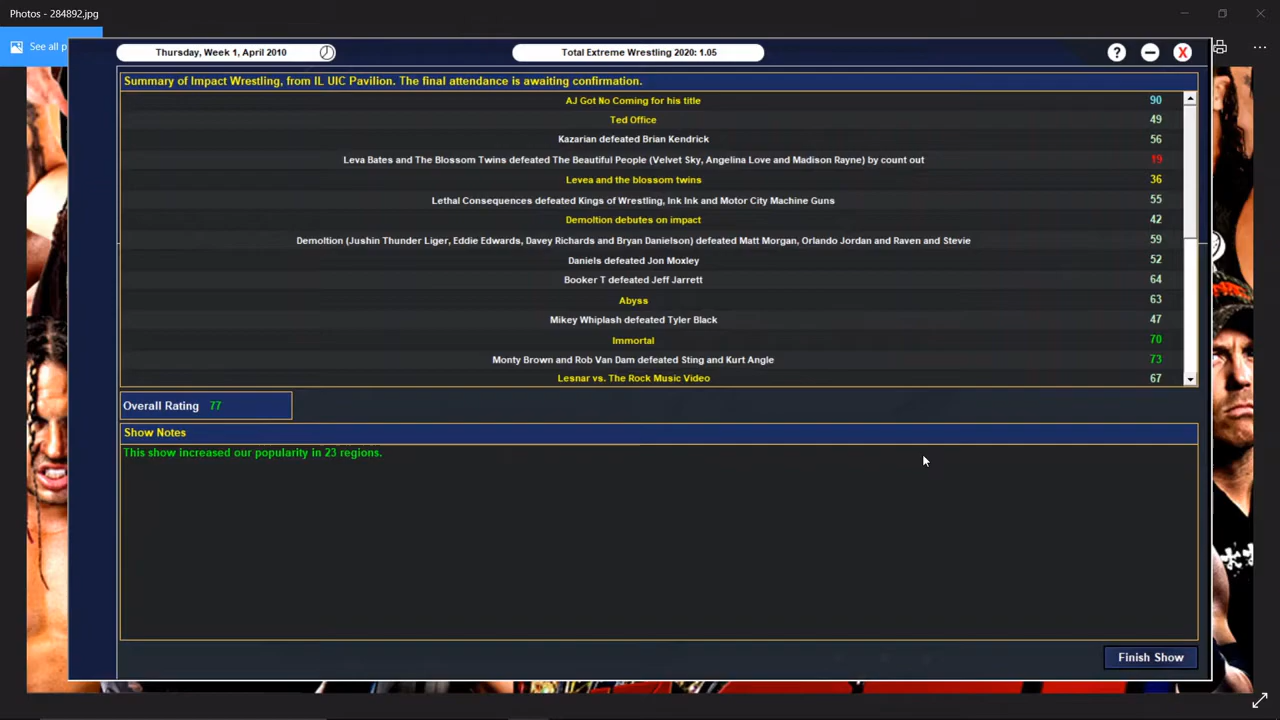 Photos - 284892.jpg
See all p
Thursday, Week 1, April 2010
Total Extreme Wrestling 2020: 1.05
?
X
Summary of Impact Wrestling, from IL UIC Pavilion. The final attendance is awaiting confirmation.
AJ Got No Coming for his title 90
Ted Office 49
Kazarian defeated Brian Kendrick 56
Leva Bates and The Blossom Twins defeated The Beautiful People (Velvet Sky, Angelina Love and Madison Rayne) by count out 19
Levea and the blossom twins 36
Lethal Consequences defeated Kings of Wrestling, Ink Ink and Motor City Machine Guns 55
Demoltion debutes on impact 42
Demoltion (Jushin Thunder Liger, Eddie Edwards, Davey Richards and Bryan Danielson) defeated Matt Morgan, Orlando Jordan and Raven and Stevie 59
Daniels defeated Jon Moxley 52
Booker T defeated Jeff Jarrett 64
Abyss 63
Mikey Whiplash defeated Tyler Black 47
Immortal 70
Monty Brown and Rob Van Dam defeated Sting and Kurt Angle 73
Lesnar vs. The Rock Music Video 67
Overall Rating 77
Show Notes
This show increased our popularity in 23 regions.
Finish Show